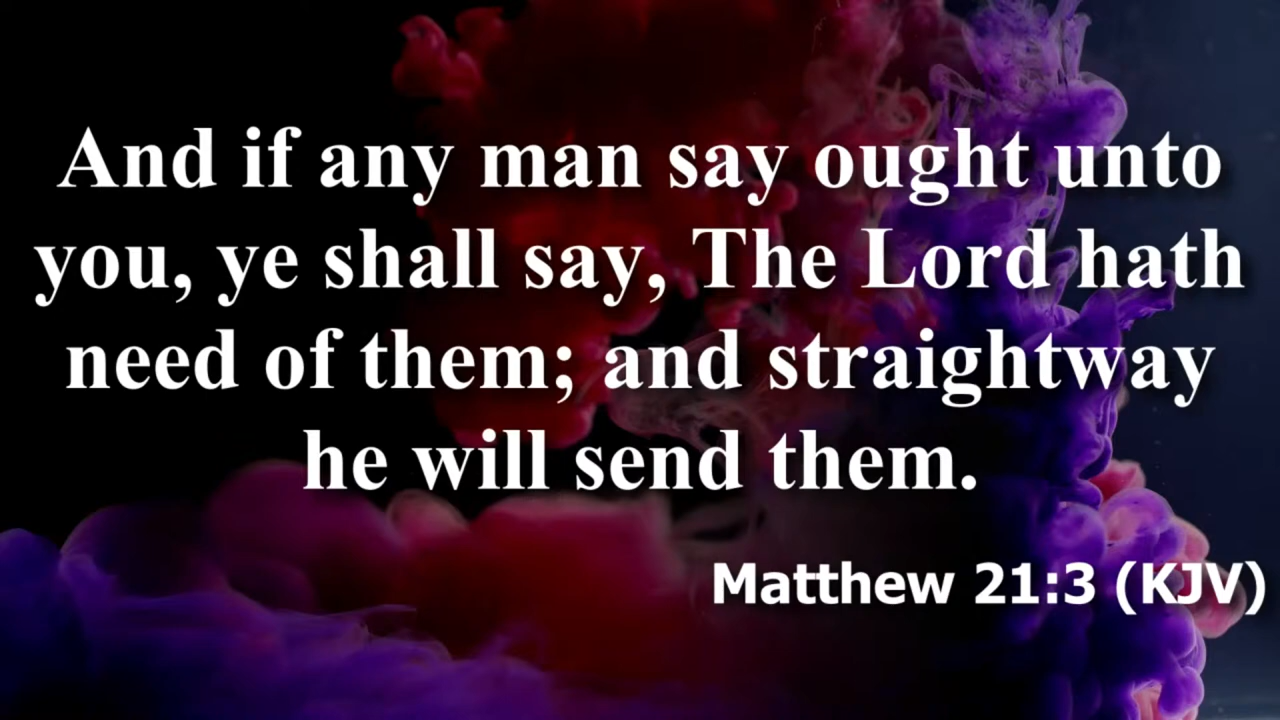 And if any man say ought unto
you, ye shall say, The Lord hath
need of them; and straightway
he will send them.
Matthew 21:3 (KJV)